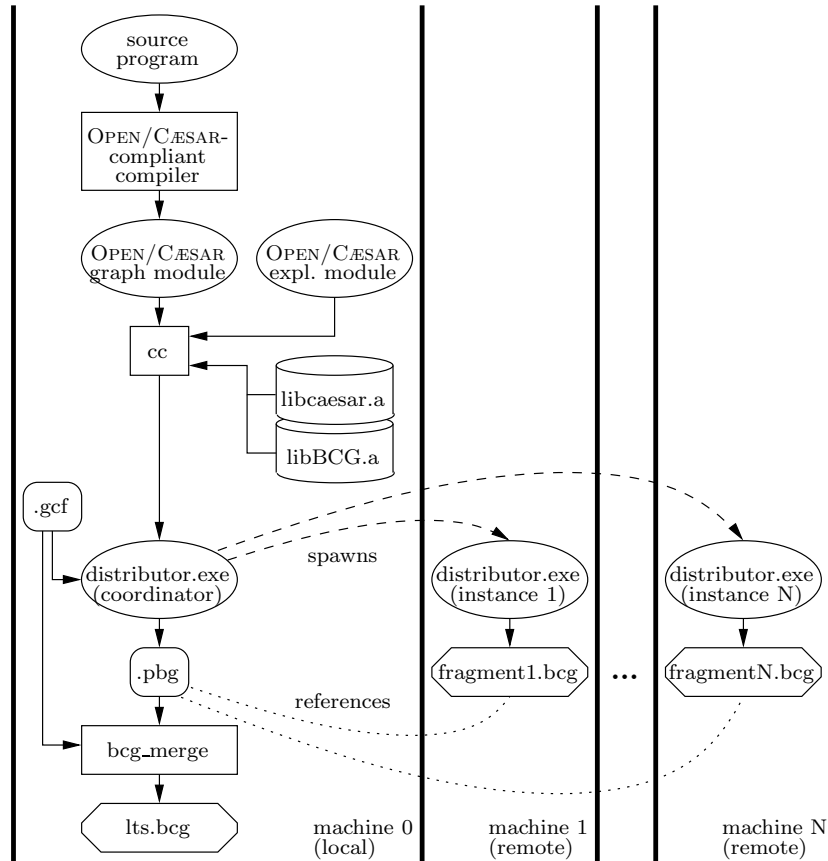 source
program
OPEN/CÆSAR-
compliant
compiler
OPEN/CÆSAR
graph module
OPEN/CÆSAR
expl. module
cc
libcaesar.a
libBCG.a
.gcf
spawns
distributor.exe
(coordinator)
distributor.exe
(instance 1)
distributor.exe
(instance N)
.pbg
fragment1.bcg
...
fragmentN.bcg
references
bcg_merge
lts.bcg
machine 0
(local)
machine 1
(remote)
machine N
(remote)